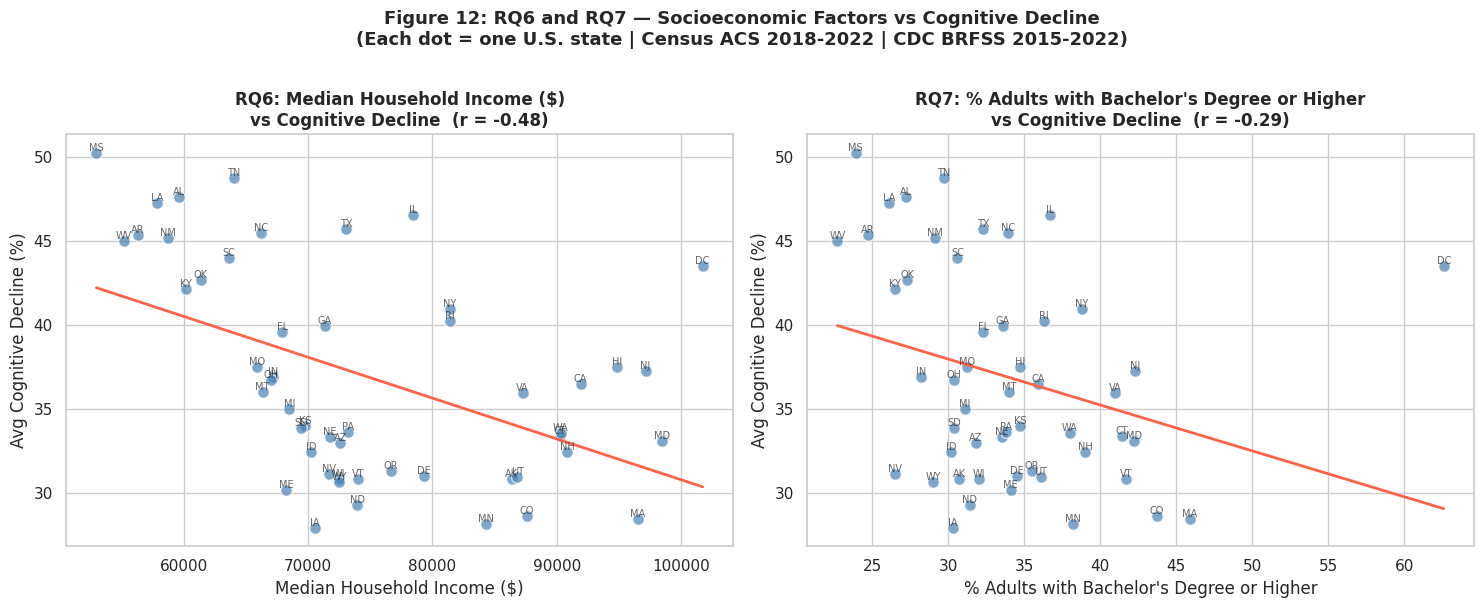 Figure 12: RQ6 and RQ7 — Socioeconomic Factors vs Cognitive Decline
(Each dot = one U.S. state | Census ACS 2018-2022 | CDC BRFSS 2015-2022)
RQ6: Median Household Income ($)
vs Cognitive Decline  (r = -0.48)
Avg Cognitive Decline (%)
50
45
40
35
30
MS
TN
AL
LA
IL
TX
NC
AR
WV
NM
SC
DC
OK
KY
NY
RI
GA
FL
MO
HI
NJ
IN
OH
CA
MT
VA
MI
KS
SD
PA
NE
WA
MD
AZ
ID
NH
OR
NV
DE
UT
AK
VT
WY
ME
ND
CO
MA
MN
IA
60000
70000
80000
90000
100000
Median Household Income ($)
RQ7: % Adults with Bachelor's Degree or Higher
vs Cognitive Decline  (r = -0.29)
Avg Cognitive Decline (%)
50
45
40
35
30
MS
TN
AL
LA
IL
TX
NC
AR
WV
NM
SC
DC
OK
KY
NY
RI
GA
FL
MO
HI
NJ
IN
OH
CA
MT
VA
MI
KS
SD
PA
WA
CT
MD
AZ
ID
NH
OR
NV
DE
UT
AK
WI
VT
WY
ME
ND
CO
MA
MN
IA
25
30
35
40
45
50
55
60
% Adults with Bachelor's Degree or Higher